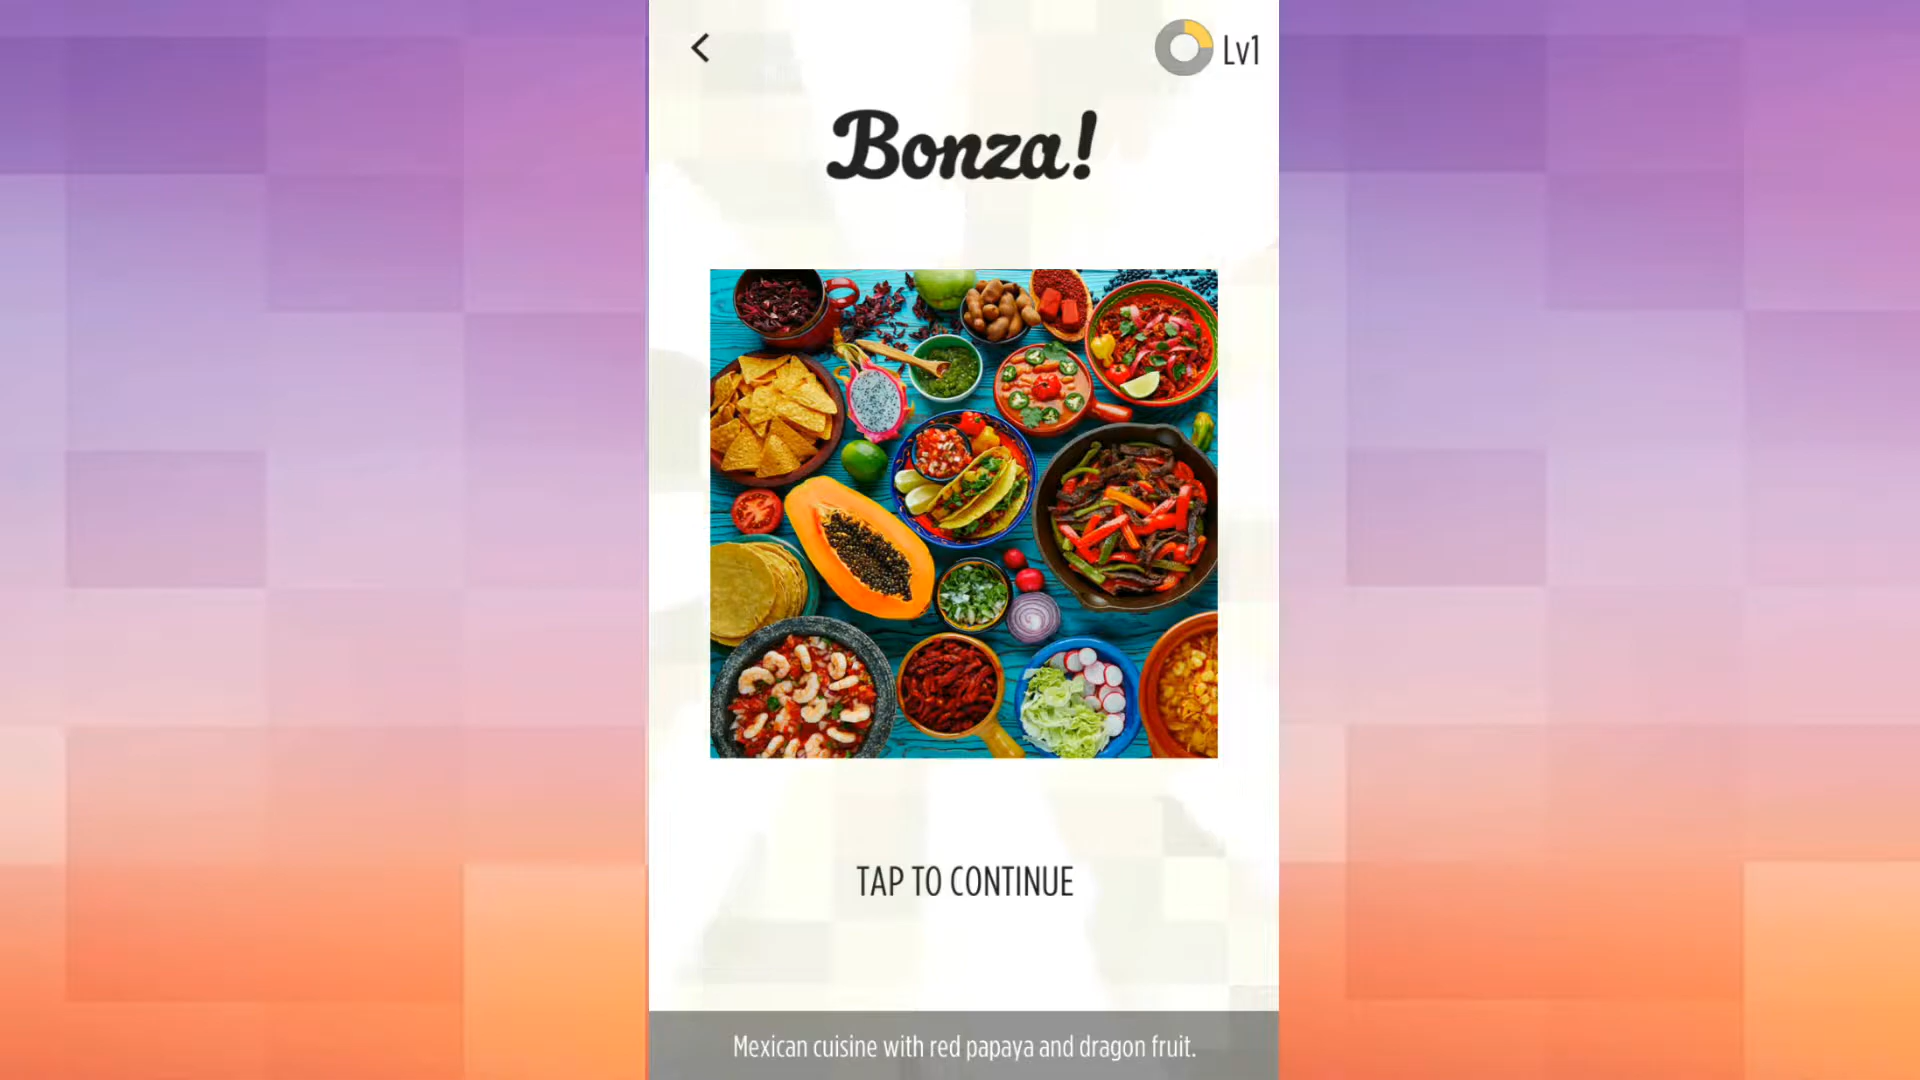 Lv1
Bonza!
TAP TO CONTINUE
Mexican cuisine with red papaya and dragon fruit.